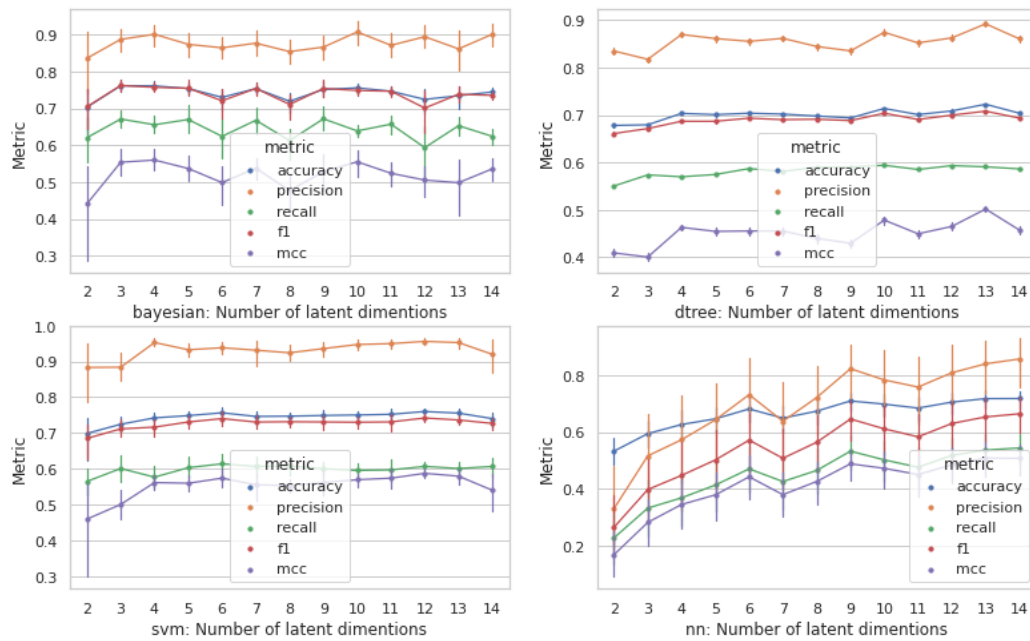 0.9
0.8
0.7
0.6
0.5
0.4
0.3
Metric
metric
accuracy
precision
recall
f1
mcc
2 3 4 5 6 7 8 9 10 11 12 13 14
bayesian: Number of latent dimentions
0.9
0.8
0.7
0.6
0.5
0.4
Metric
metric
accuracy
precision
recall
f1
mcc
2 3 4 5 6 7 8 9 10 11 12 13 14
dtree: Number of latent dimentions
1.0
0.9
0.8
0.7
0.6
0.5
0.4
0.3
Metric
metric
accuracy
precision
recall
f1
mcc
2 3 4 5 6 7 8 9 10 11 12 13 14
svm: Number of latent dimentions
0.8
0.6
0.4
0.2
Metric
metric
accuracy
precision
recall
f1
mcc
2 3 4 5 6 7 8 9 10 11 12 13 14
nn: Number of latent dimentions